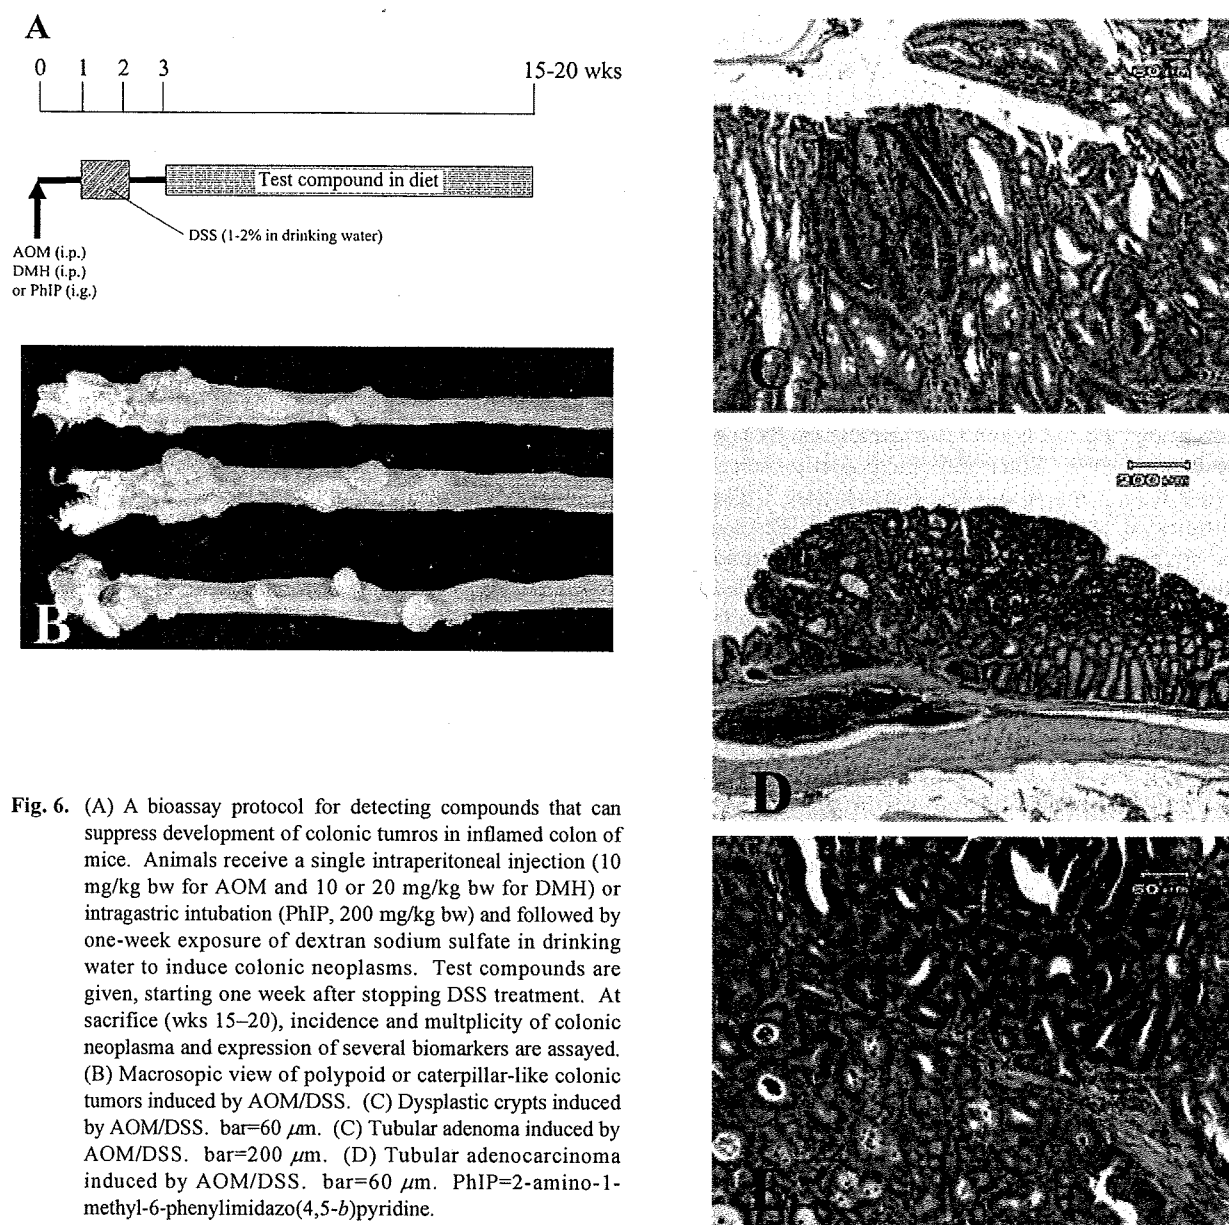 A
0 1 2 3 15-20 wks
Test compound in diet
DSS (1-2% in drinking water)
AOM (i.p.)
DMH (i.p.)
or PhIP (i.g.)
B
60 µm
C
200 µm
D
60 µm
E
Fig. 6. (A) A bioassay protocol for detecting compounds that can
suppress development of colonic tumros in inflamed colon of
mice. Animals receive a single intraperitoneal injection (10
mg/kg bw for AOM and 10 or 20 mg/kg bw for DMH) or
intragastric intubation (PhIP, 200 mg/kg bw) and followed by
one-week exposure of dextran sodium sulfate in drinking
water to induce colonic neoplasms. Test compounds are
given, starting one week after stopping DSS treatment. At
sacrifice (wks 15–20), incidence and multplicity of colonic
neoplasma and expression of several biomarkers are assayed.
(B) Macrosopic view of polypoid or caterpillar-like colonic
tumors induced by AOM/DSS. (C) Dysplastic crypts induced
by AOM/DSS. bar=60 µm. (C) Tubular adenoma induced by
AOM/DSS. bar=200 µm. (D) Tubular adenocarcinoma
induced by AOM/DSS. bar=60 µm. PhIP=2-amino-1-
methyl-6-phenylimidazo(4,5-b)pyridine.